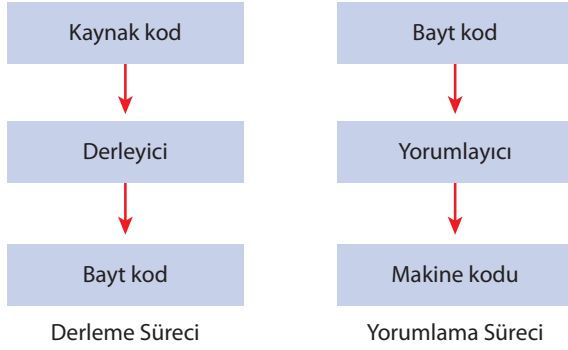 Kaynak kod
Derleyici
Bayt kod
Derleme Süreci
Bayt kod
Yorumlayıcı
Makine kodu
Yorumlama Süreci